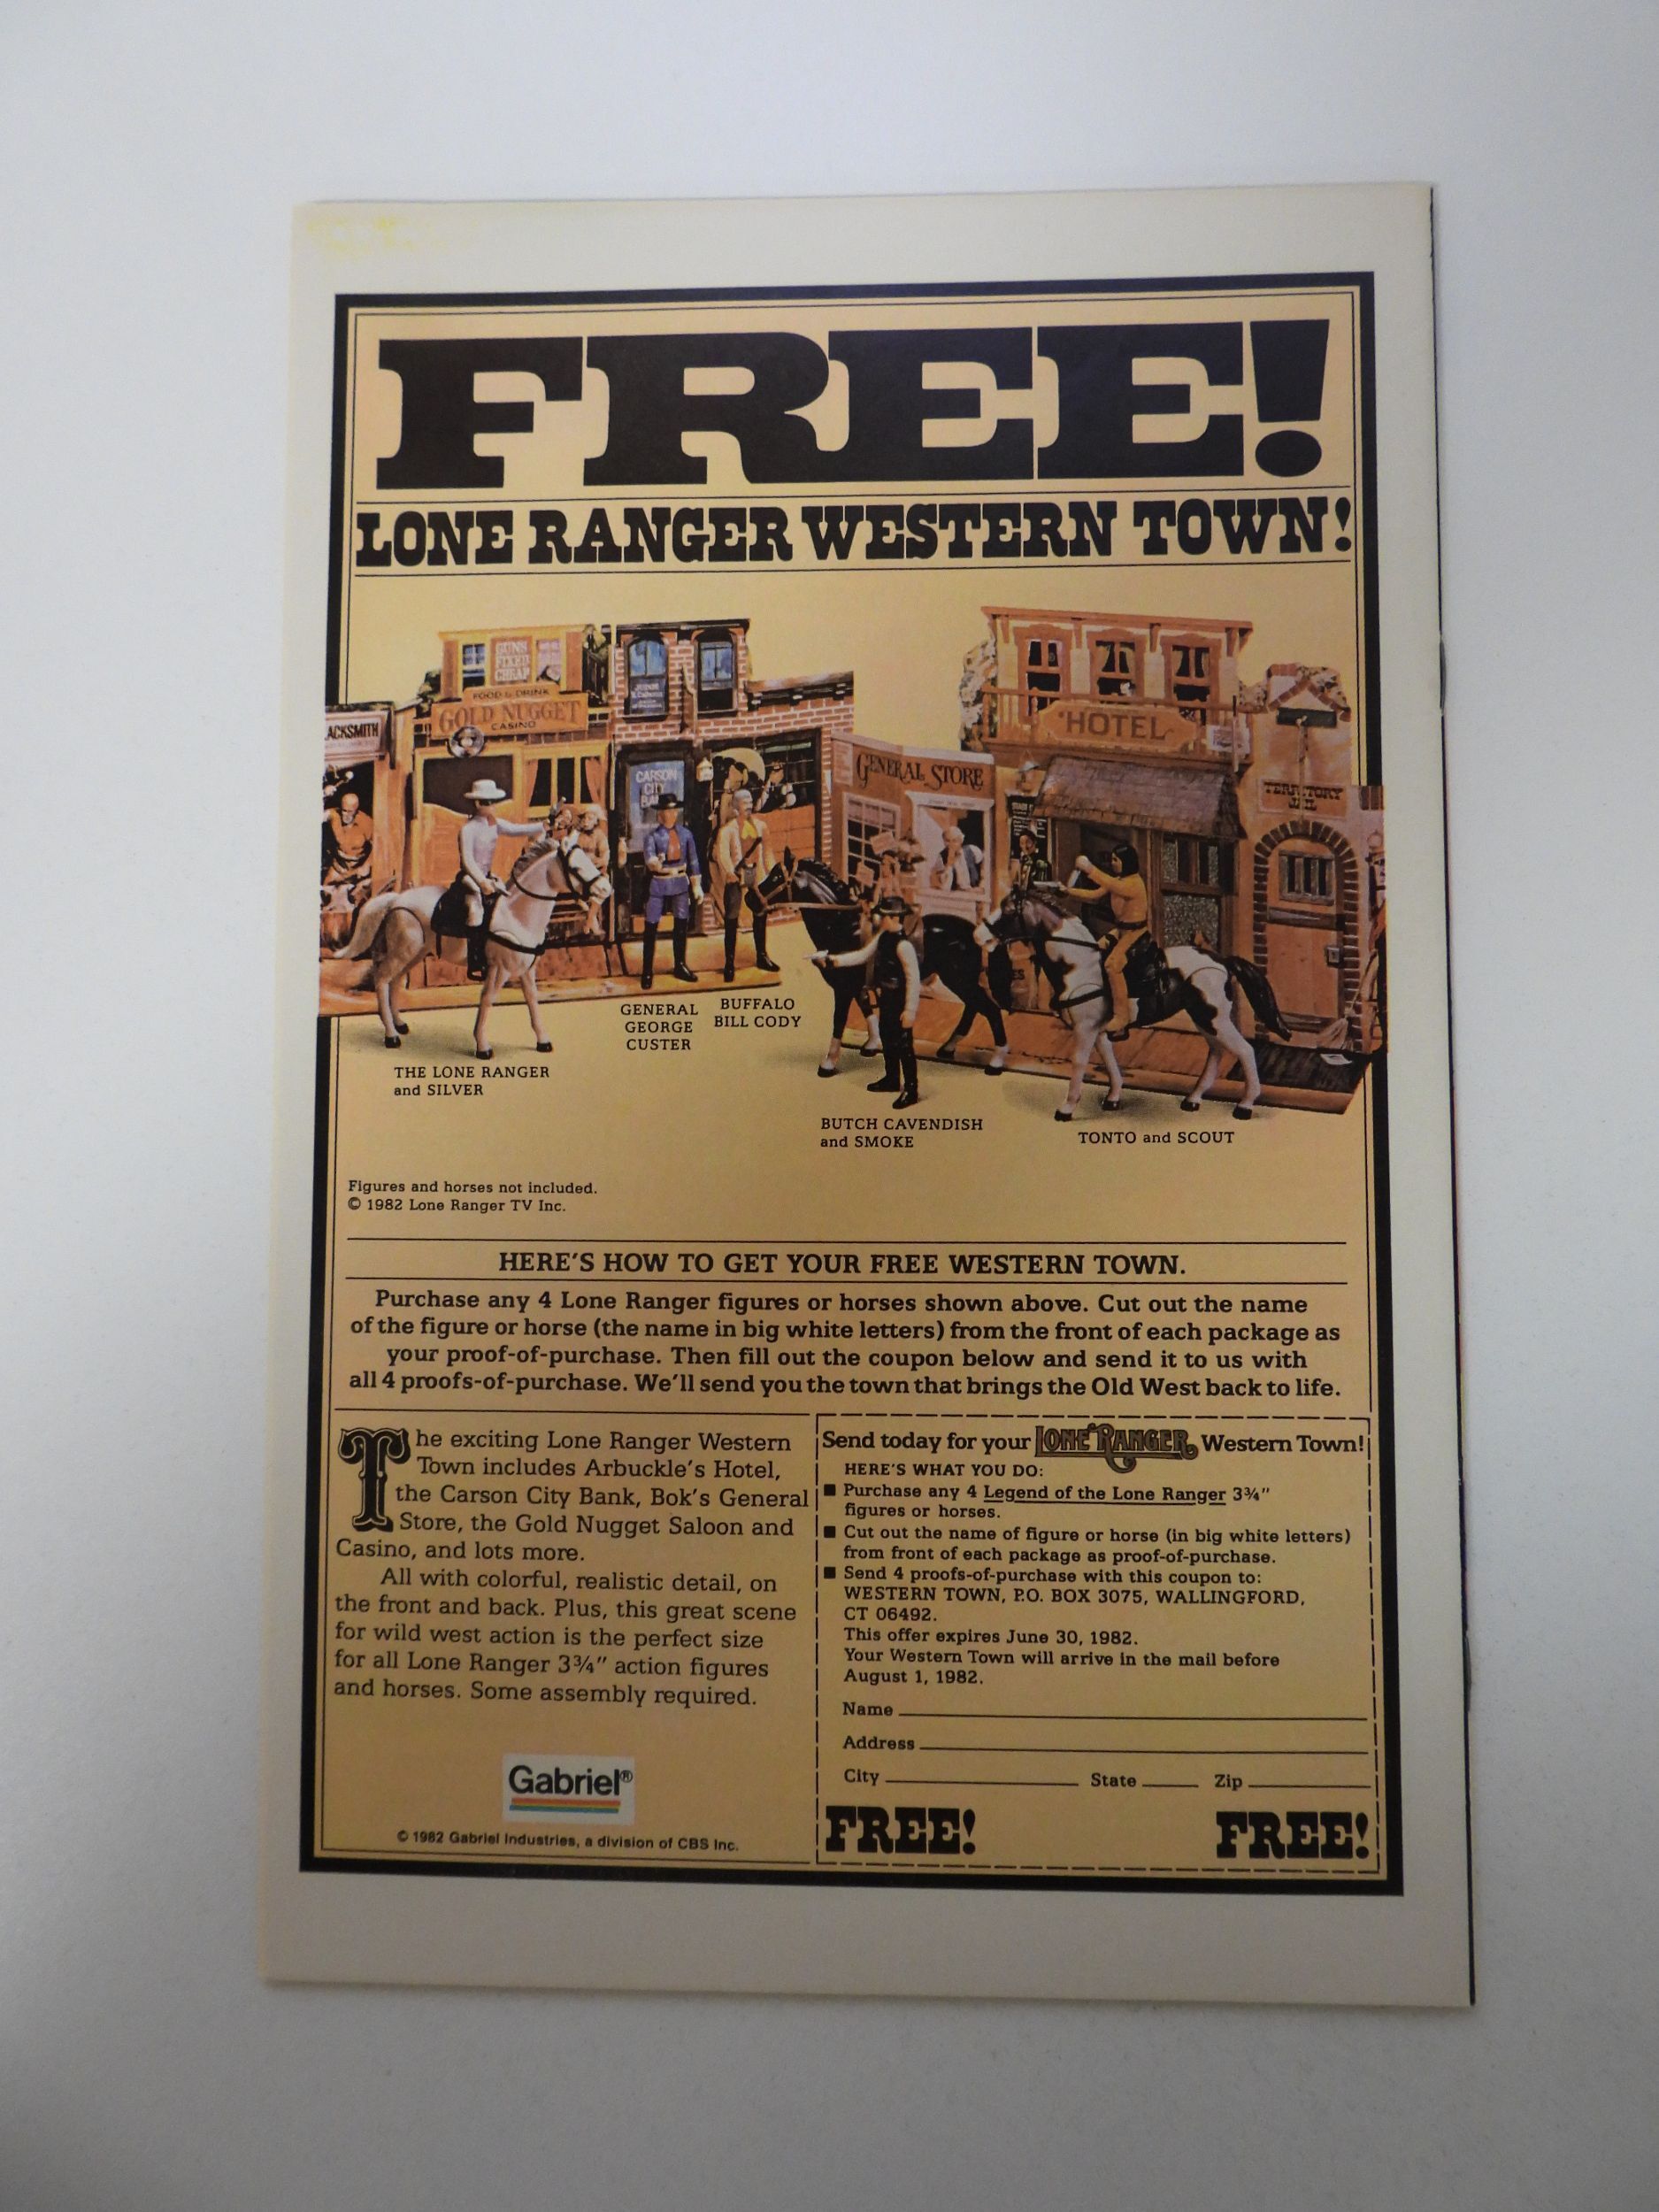 FREE!
LONE RANGER WESTERN TOWN!
GUNS
FIXED
CHEAP
FOOD & DRINK
GOLD NUGGET
CASINO
ACKSMITH
CARSON
CITY
BA
GENERAL STORE
HOTEL
TERRITORY
JAIL
GENERAL
GEORGE
CUSTER
BUFFALO
BILL CODY
THE LONE RANGER
and SILVER
BUTCH CAVENDISH
and SMOKE
TONTO and SCOUT
Figures and horses not included.
© 1982 Lone Ranger TV Inc.
HERE'S HOW TO GET YOUR FREE WESTERN TOWN.
Purchase any 4 Lone Ranger figures or horses shown above. Cut out the name
of the figure or horse (the name in big white letters) from the front of each package as
your proof-of-purchase. Then fill out the coupon below and send it to us with
all 4 proofs-of-purchase. We'll send you the town that brings the Old West back to life.
The exciting Lone Ranger Western
Town includes Arbuckle's Hotel,
the Carson City Bank, Bok's General
Store, the Gold Nugget Saloon and
Casino, and lots more.
All with colorful, realistic detail, on
the front and back. Plus, this great scene
for wild west action is the perfect size
for all Lone Ranger 3¾" action figures
and horses. Some assembly required.
Gabriel®
© 1982 Gabriel Industries, a division of CBS Inc.
Send today for your LONE RANGER Western Town!
HERE'S WHAT YOU DO:
■ Purchase any 4 Legend of the Lone Ranger 3¾"
figures or horses.
■ Cut out the name of figure or horse (in big white letters)
from front of each package as proof-of-purchase.
■ Send 4 proofs-of-purchase with this coupon to:
WESTERN TOWN, P.O. BOX 3075, WALLINGFORD,
CT 06492.
This offer expires June 30, 1982.
Your Western Town will arrive in the mail before
August 1, 1982.
Name
Address
City State Zip
FREE! FREE!